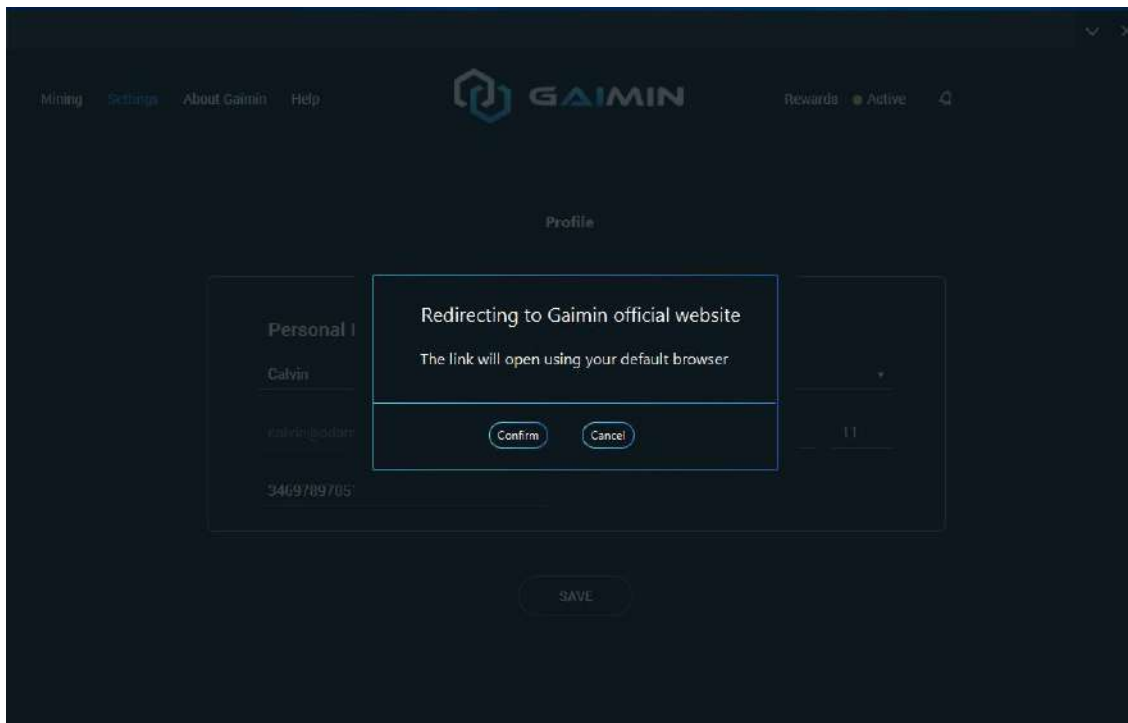 Mining Settings About Gaimin Help
GAIMIN
Rewards Active
Profile
Redirecting to Gaimin official website
The link will open using your default browser
Confirm Cancel
Personal
Calvin
11
SAVE